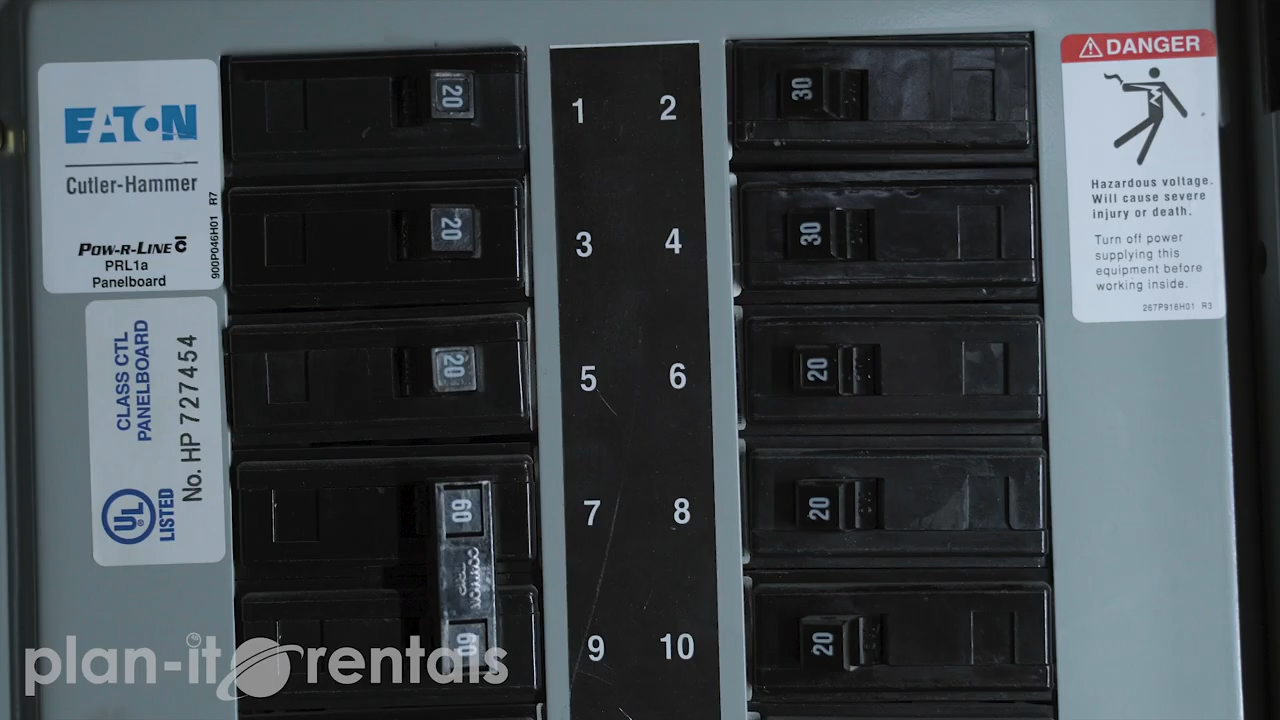 EATON
Cutler-Hammer
POW-R-LINE C
PRL1a
Panelboard
900P046H01 R7
CLASS CTL
PANELBOARD
No. HP 727454
UL
LISTED
20
20
20
60
COMMON
60
1 2
3 4
5 6
7 8
9 10
30
30
20
20
20
DANGER
Hazardous voltage.
Will cause severe
injury or death.
Turn off power
supplying this
equipment before
working inside.
267P916H01 R3
plan-it rentals